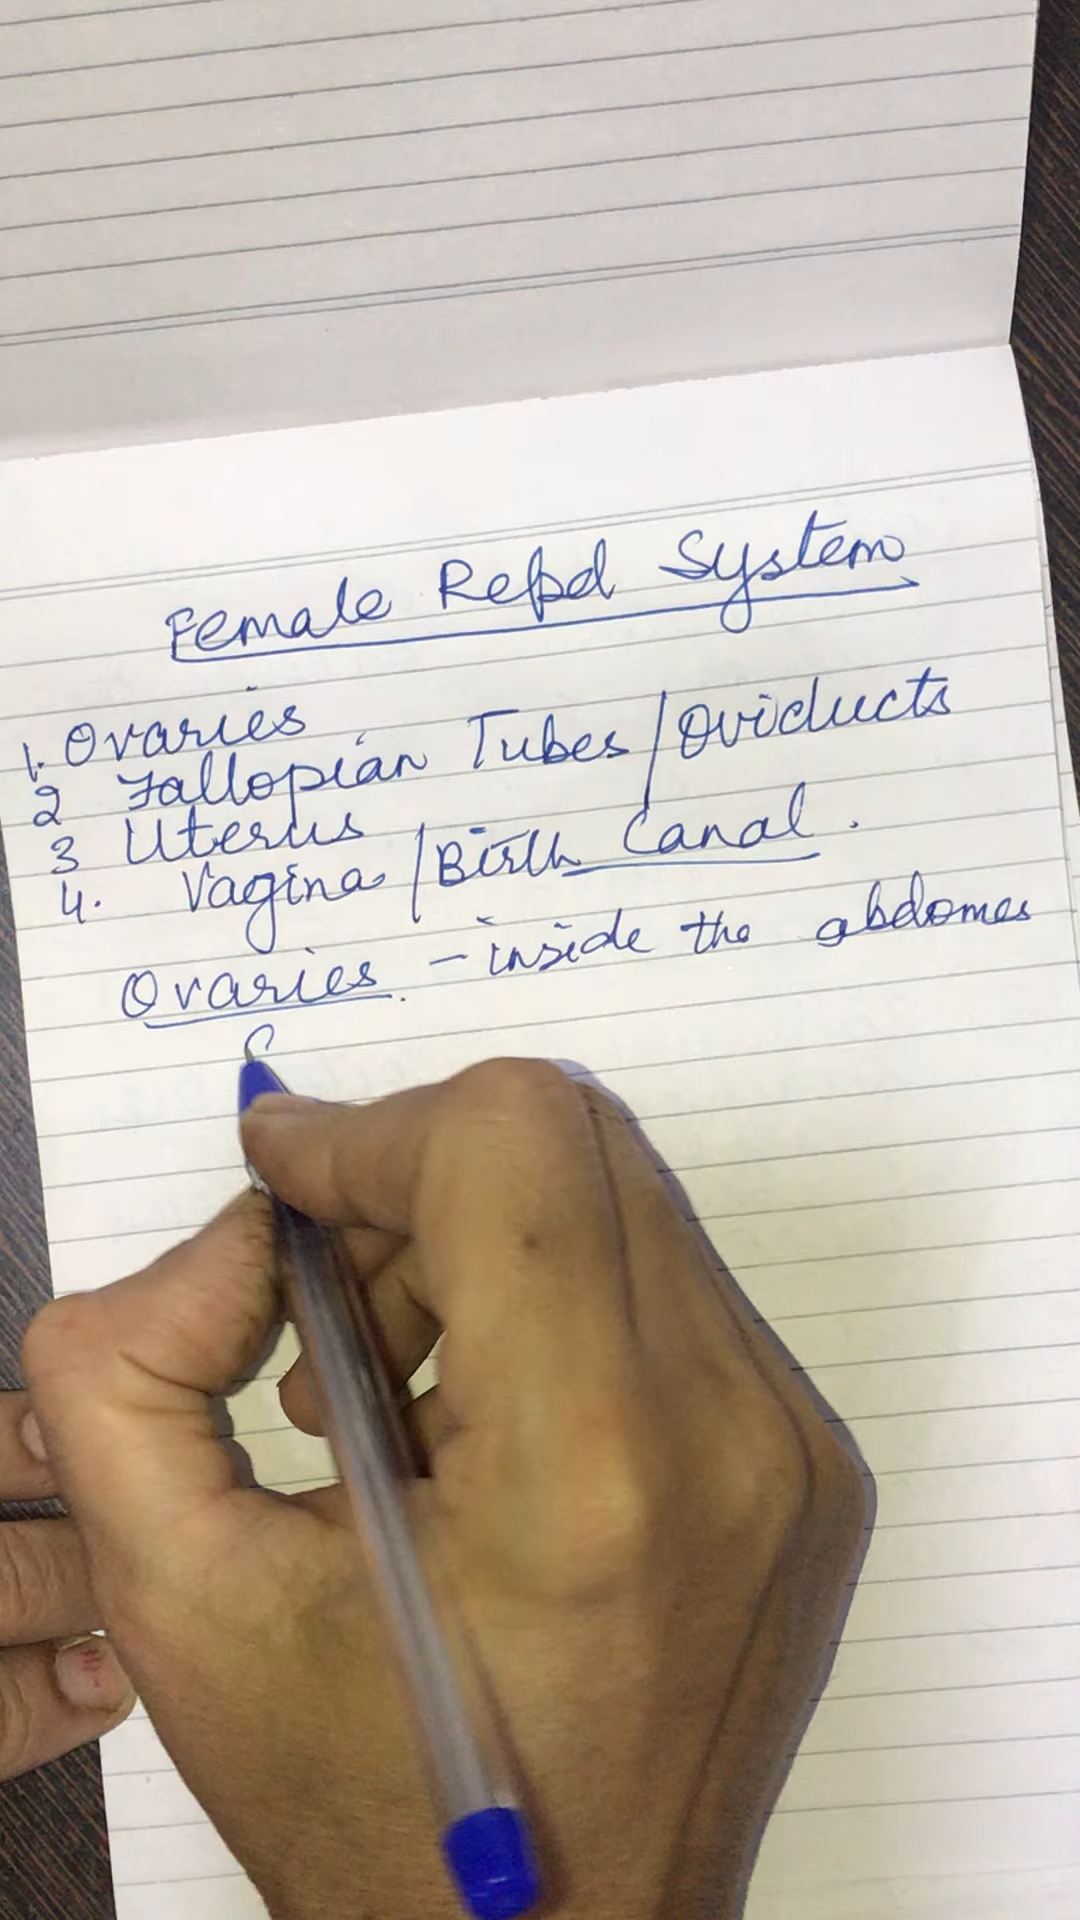 Female Repd System
1. Ovaries
2 Fallopian Tubes / Oviducts
3 Uterus
4. Vagina / Birth Canal .
Ovaries - inside the abdomen